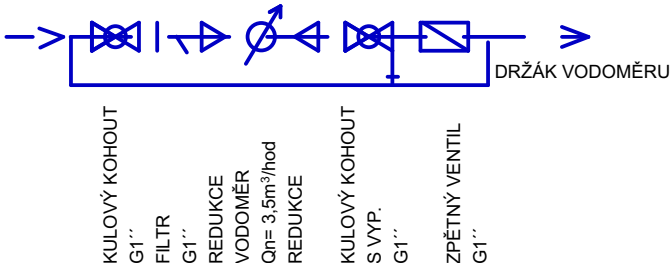 DRŽÁK VODOMĚRU
KULOVÝ KOHOUT
G1´´
FILTR
G1´´
REDUKCE
VODOMĚR
Qn= 3,5m³/hod
REDUKCE
KULOVÝ KOHOUT
S VYP.
G1´´
ZPĚTNÝ VENTIL
G1´´